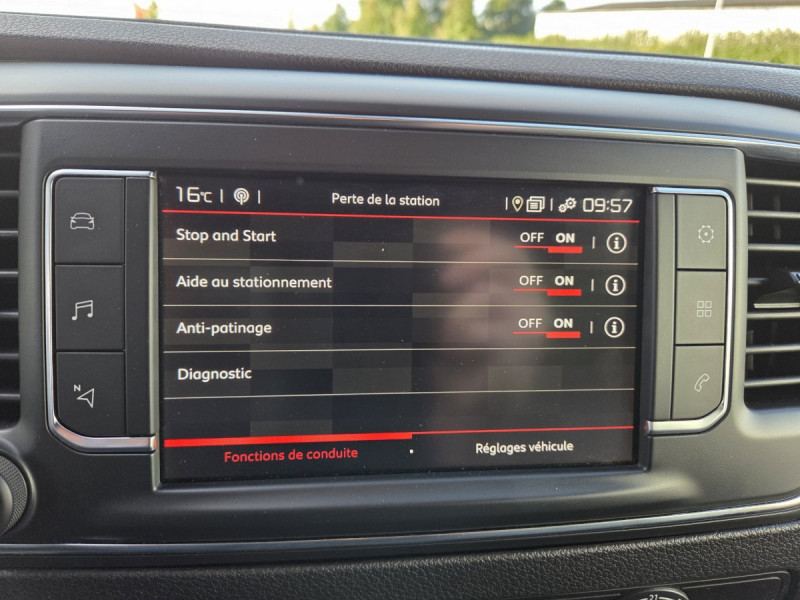 16°C Perte de la station 09:57
Stop and Start OFF ON
Aide au stationnement OFF ON
Anti-patinage OFF ON
Diagnostic
Fonctions de conduite Réglages véhicule
N
21